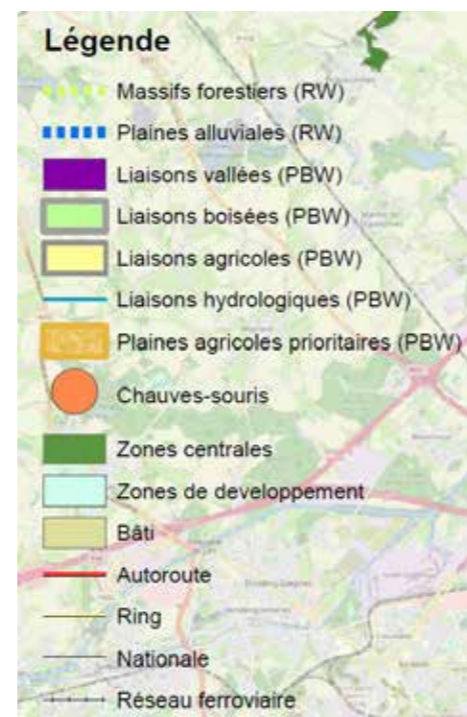 Légende
Massifs forestiers (RW)
Plaines alluviales (RW)
Liaisons vallées (PBW)
Liaisons boisées (PBW)
Liaisons agricoles (PBW)
Liaisons hydrologiques (PBW)
Plaines agricoles prioritaires (PBW)
Chauves-souris
Zones centrales
Zones de developpement
Bâti
Autoroute
Ring
Nationale
Réseau ferroviaire